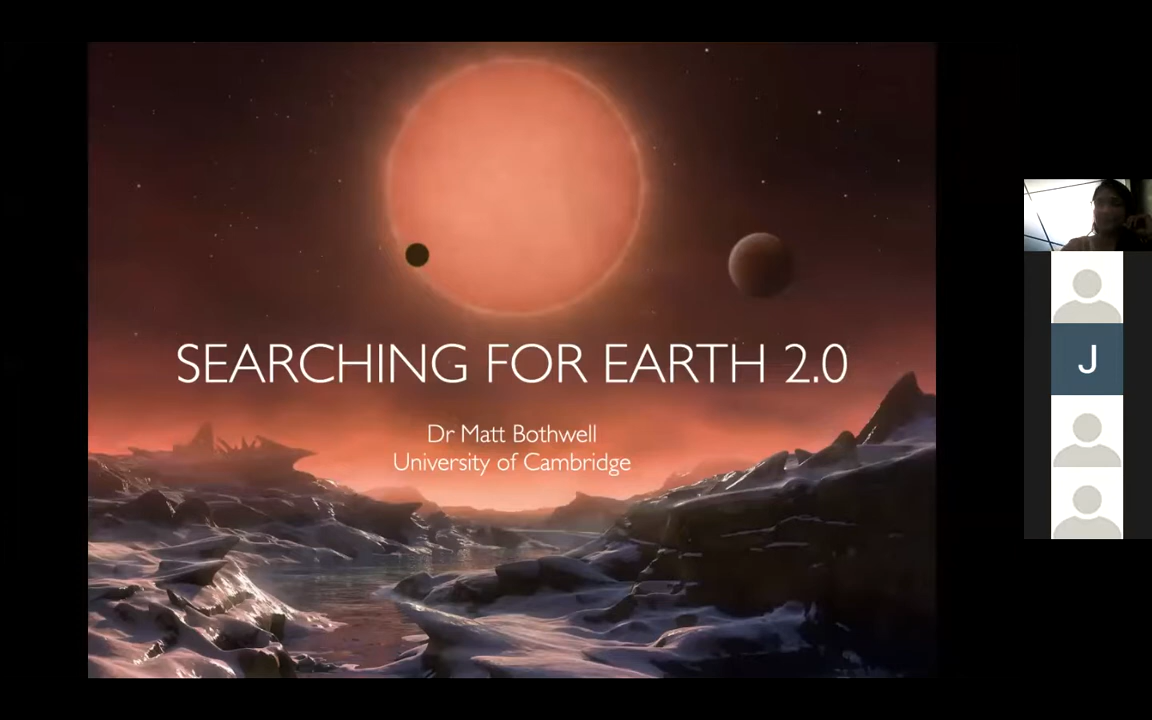 SEARCHING FOR EARTH 2.0
Dr Matt Bothwell
University of Cambridge
J